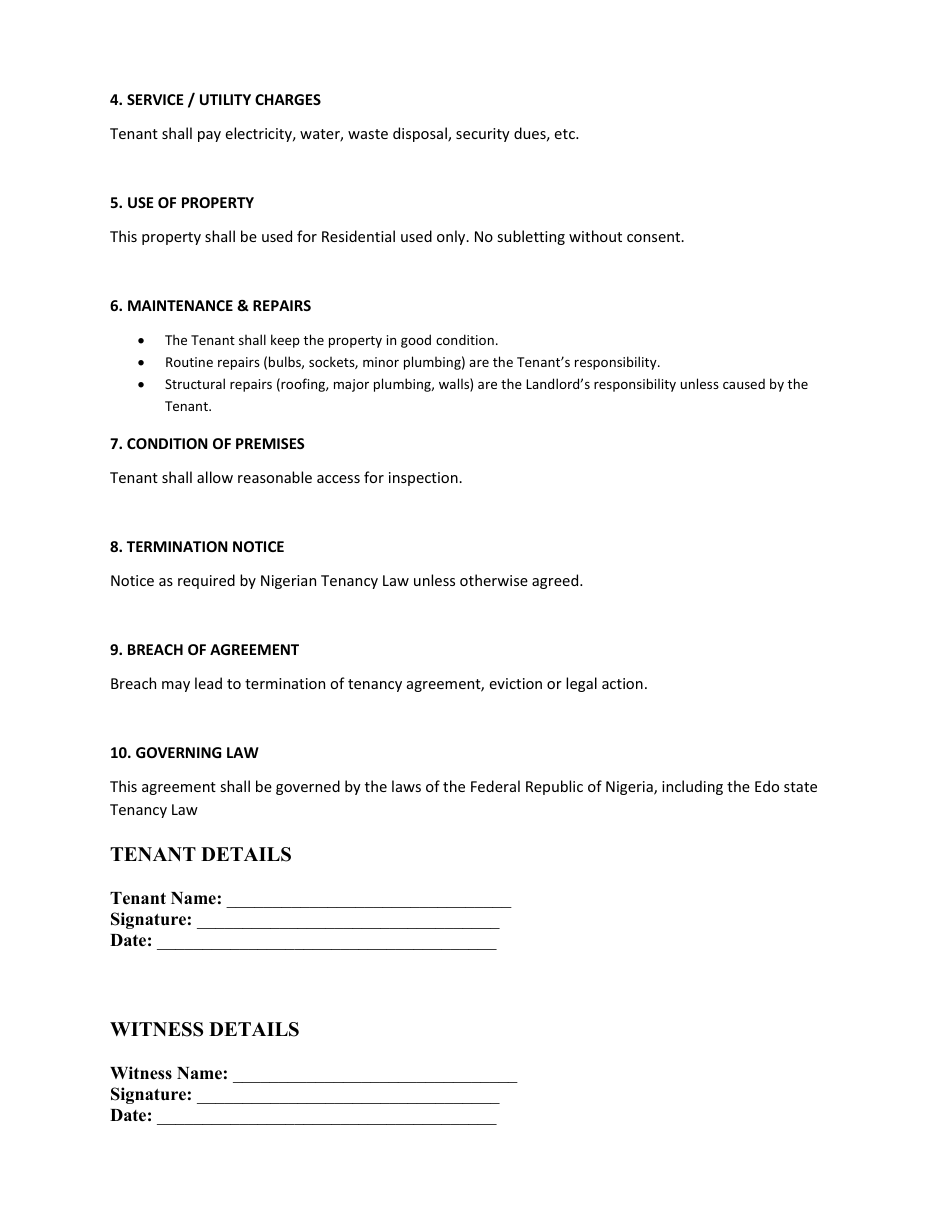 4. SERVICE / UTILITY CHARGES
Tenant shall pay electricity, water, waste disposal, security dues, etc.
5. USE OF PROPERTY
This property shall be used for Residential used only. No subletting without consent.
6. MAINTENANCE & REPAIRS
• The Tenant shall keep the property in good condition.
• Routine repairs (bulbs, sockets, minor plumbing) are the Tenant’s responsibility.
• Structural repairs (roofing, major plumbing, walls) are the Landlord’s responsibility unless caused by the
Tenant.
7. CONDITION OF PREMISES
Tenant shall allow reasonable access for inspection.
8. TERMINATION NOTICE
Notice as required by Nigerian Tenancy Law unless otherwise agreed.
9. BREACH OF AGREEMENT
Breach may lead to termination of tenancy agreement, eviction or legal action.
10. GOVERNING LAW
This agreement shall be governed by the laws of the Federal Republic of Nigeria, including the Edo state
Tenancy Law
TENANT DETAILS
Tenant Name: ________________________________
Signature: __________________________________
Date: ______________________________________
WITNESS DETAILS
Witness Name: ________________________________
Signature: __________________________________
Date: ______________________________________